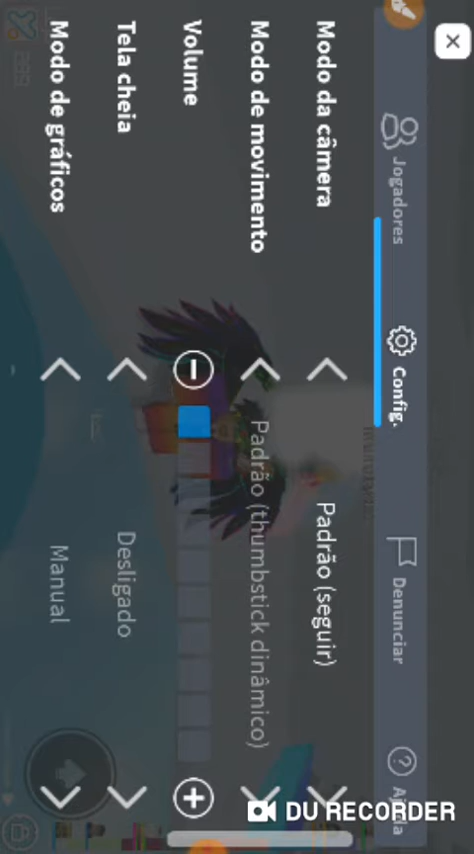 Jogadores
Config.
Denunciar
Modo da câmera
Padrão (seguir)
Modo de movimento
Padrão (thumbstick dinâmico)
Volume
Tela cheia
Desligado
Modo de gráficos
Manual
DU RECORDER